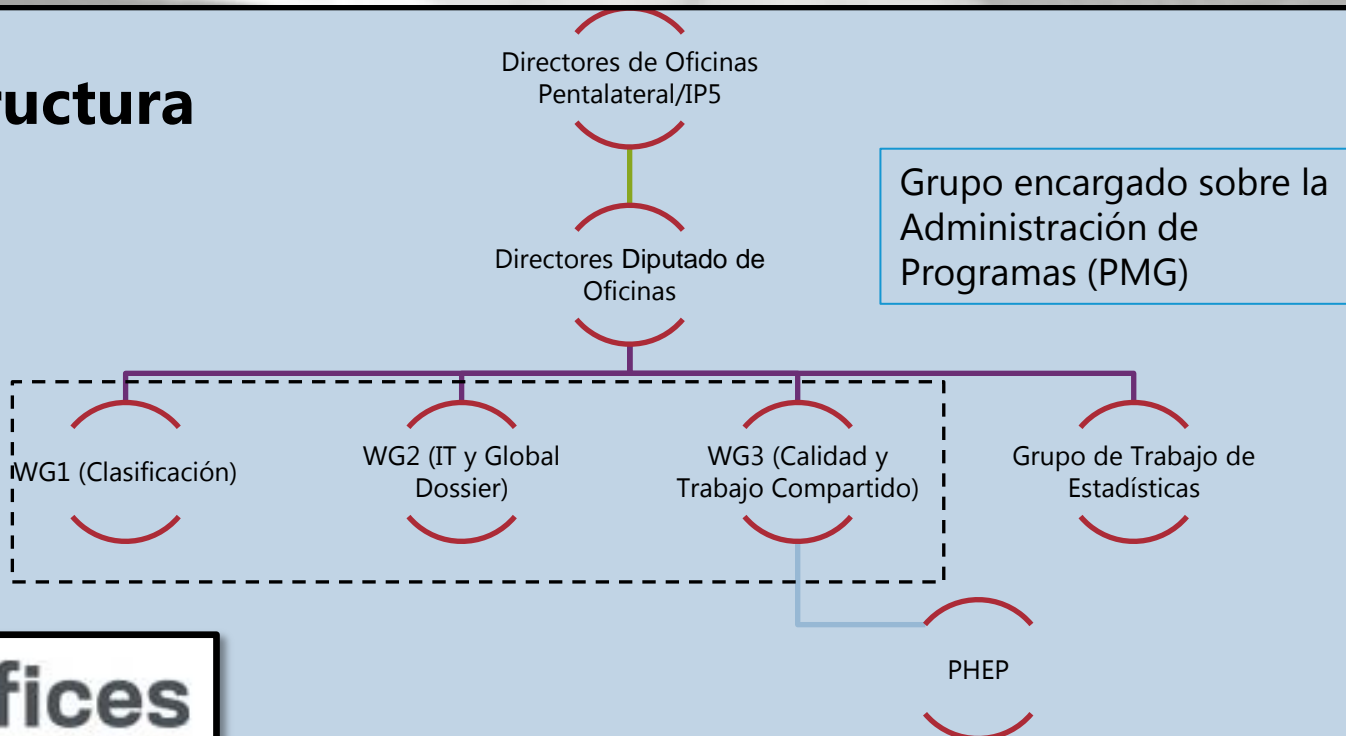 ructura
Directores de Oficinas
Pentalateral/IP5
Grupo encargado sobre la
Administración de
Programas (PMG)
Directores Diputado de
Oficinas
WG1 (Clasificación)
WG2 (IT y Global
Dossier)
WG3 (Calidad y
Trabajo Compartido)
Grupo de Trabajo de
Estadísticas
PHEP
fices